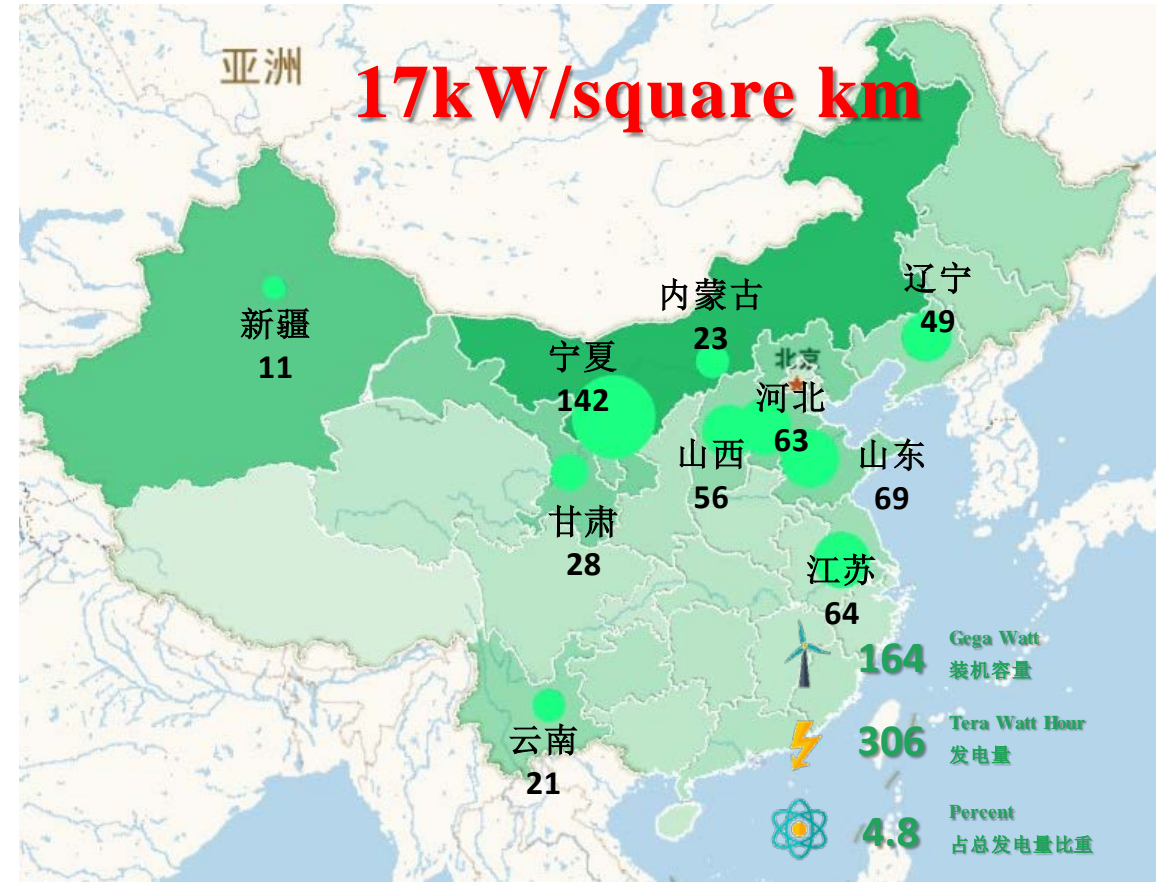 亚洲
17kW/square km
辽宁
49
内蒙古
23
新疆
11
宁夏
142
北京
河北
63
山西
56
山东
69
甘肃
28
江苏
64
164
Gega Watt
装机容量
云南
21
306
Tera Watt Hour
发电量
4.8
Percent
占总发电量比重